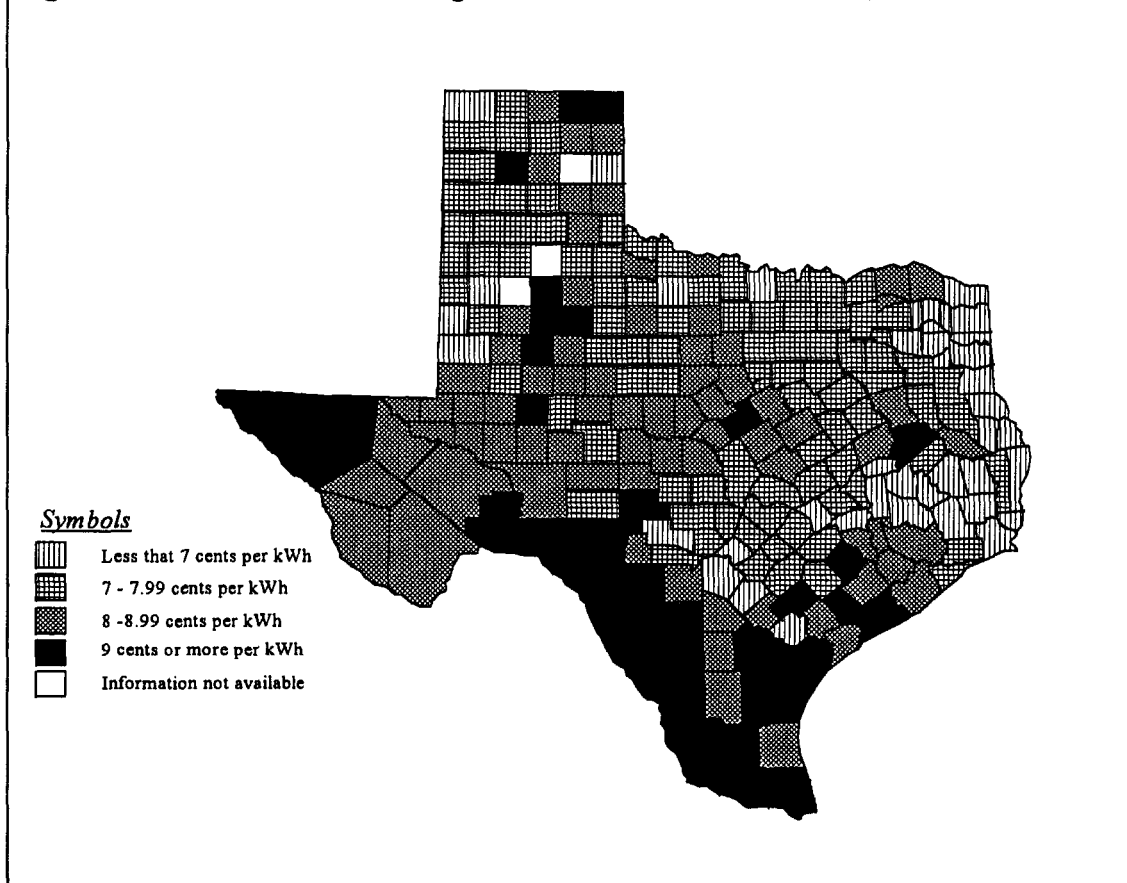 Symbols
Less that 7 cents per kWh
7 - 7.99 cents per kWh
8 -8.99 cents per kWh
9 cents or more per kWh
Information not available